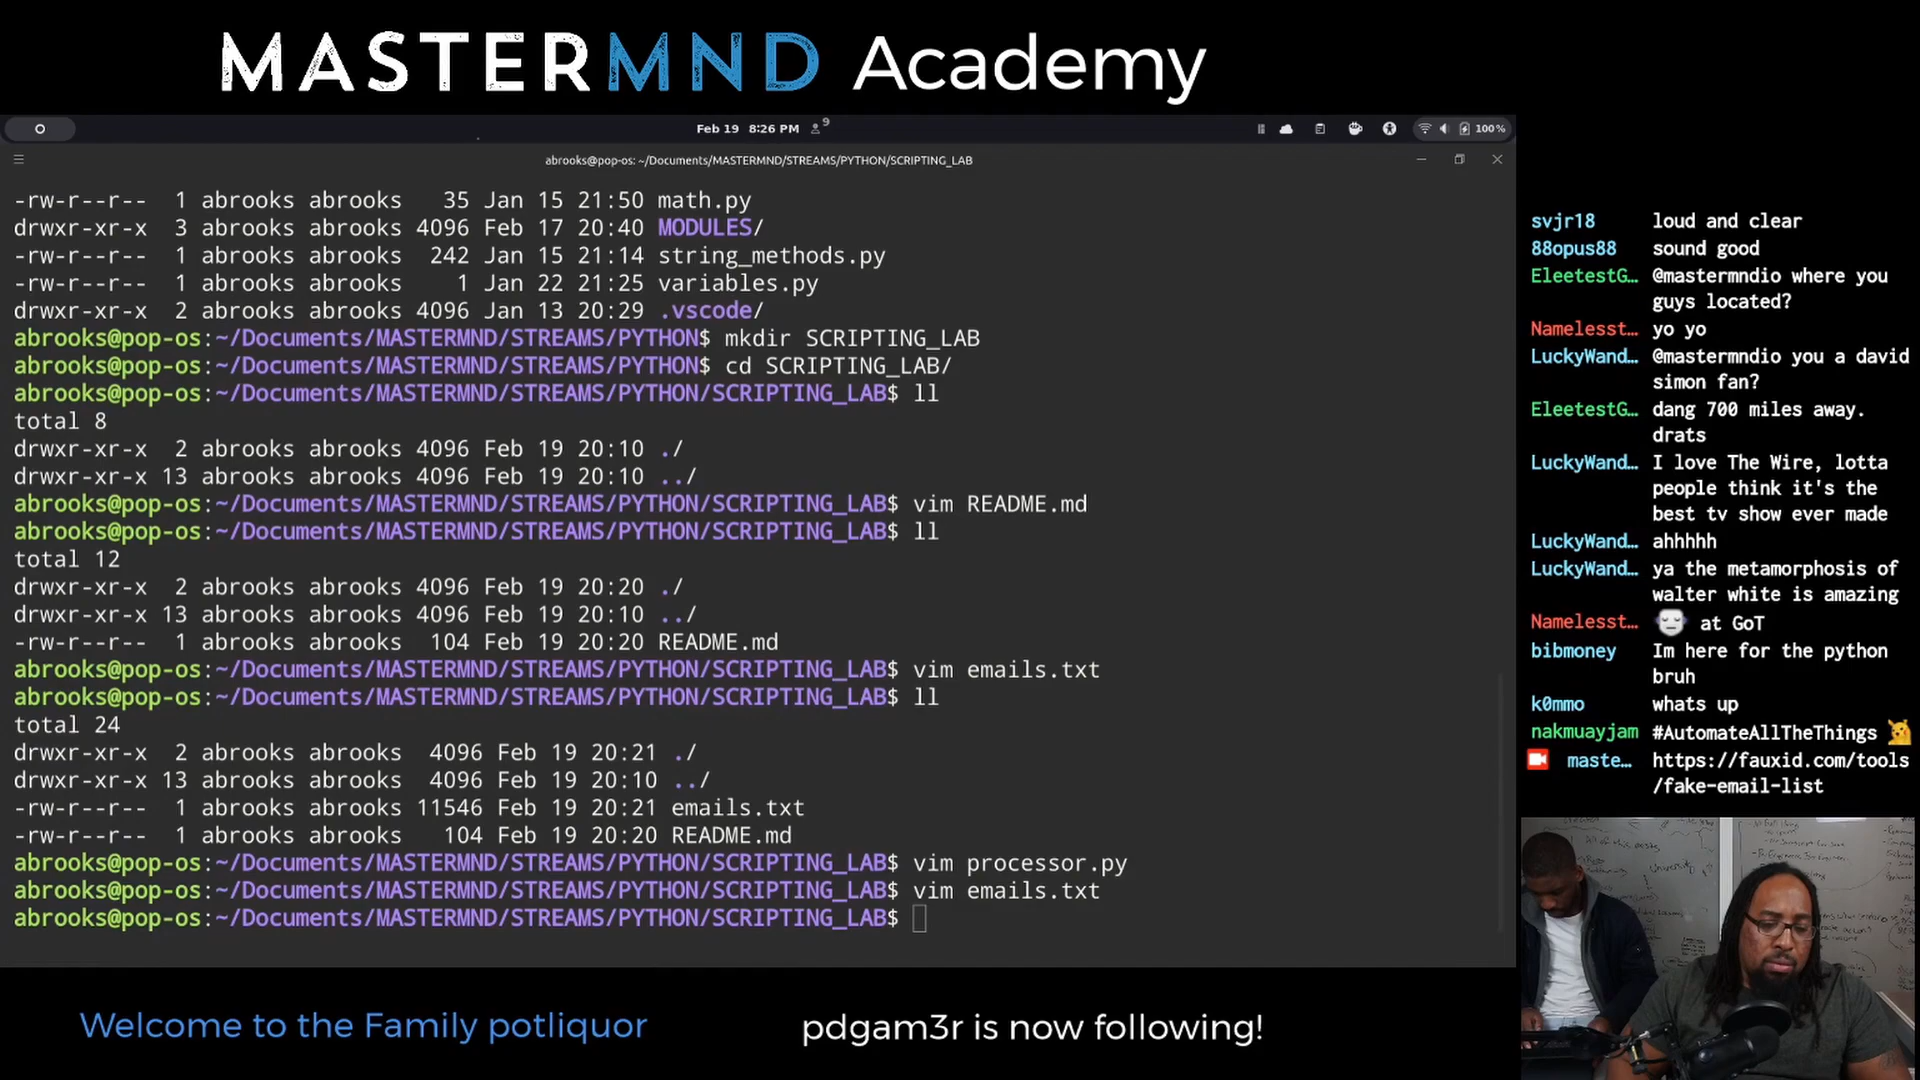 MASTERMND Academy
Feb 19 8:26 PM 9
100%
abrooks@pop-os: ~/Documents/MASTERMND/STREAMS/PYTHON/SCRIPTING_LAB
-rw-r--r-- 1 abrooks abrooks 35 Jan 15 21:50 math.py
drwxr-xr-x 3 abrooks abrooks 4096 Feb 17 20:40 MODULES/
-rw-r--r-- 1 abrooks abrooks 242 Jan 15 21:14 string_methods.py
-rw-r--r-- 1 abrooks abrooks 1 Jan 22 21:25 variables.py
drwxr-xr-x 2 abrooks abrooks 4096 Jan 13 20:29 .vscode/
abrooks@pop-os:~/Documents/MASTERMND/STREAMS/PYTHON$ mkdir SCRIPTING_LAB
abrooks@pop-os:~/Documents/MASTERMND/STREAMS/PYTHON$ cd SCRIPTING_LAB/
abrooks@pop-os:~/Documents/MASTERMND/STREAMS/PYTHON/SCRIPTING_LAB$ ll
total 8
drwxr-xr-x 2 abrooks abrooks 4096 Feb 19 20:10 ./
drwxr-xr-x 13 abrooks abrooks 4096 Feb 19 20:10 ../
abrooks@pop-os:~/Documents/MASTERMND/STREAMS/PYTHON/SCRIPTING_LAB$ vim README.md
abrooks@pop-os:~/Documents/MASTERMND/STREAMS/PYTHON/SCRIPTING_LAB$ ll
total 12
drwxr-xr-x 2 abrooks abrooks 4096 Feb 19 20:20 ./
drwxr-xr-x 13 abrooks abrooks 4096 Feb 19 20:10 ../
-rw-r--r-- 1 abrooks abrooks 104 Feb 19 20:20 README.md
abrooks@pop-os:~/Documents/MASTERMND/STREAMS/PYTHON/SCRIPTING_LAB$ vim emails.txt
abrooks@pop-os:~/Documents/MASTERMND/STREAMS/PYTHON/SCRIPTING_LAB$ ll
total 24
drwxr-xr-x 2 abrooks abrooks 4096 Feb 19 20:21 ./
drwxr-xr-x 13 abrooks abrooks 4096 Feb 19 20:10 ../
-rw-r--r-- 1 abrooks abrooks 11546 Feb 19 20:21 emails.txt
-rw-r--r-- 1 abrooks abrooks 104 Feb 19 20:20 README.md
abrooks@pop-os:~/Documents/MASTERMND/STREAMS/PYTHON/SCRIPTING_LAB$ vim processor.py
abrooks@pop-os:~/Documents/MASTERMND/STREAMS/PYTHON/SCRIPTING_LAB$ vim emails.txt
abrooks@pop-os:~/Documents/MASTERMND/STREAMS/PYTHON/SCRIPTING_LAB$
svjr18 loud and clear
88opus88 sound good
EleetestG... @mastermndio where you
guys located?
Namelesst... yo yo
LuckyWand... @mastermndio you a david
simon fan?
EleetestG... dang 700 miles away.
drats
LuckyWand... I love The Wire, lotta
people think it's the
best tv show ever made
LuckyWand... ahhhhh
LuckyWand... ya the metamorphosis of
walter white is amazing
Namelesst... at GoT
bibmoney Im here for the python
bruh
k0mmo whats up
nakmuayjam #AutomateAllTheThings
maste... https://fauxid.com/tools
/fake-email-list
Welcome to the Family potliquor
pdgam3r is now following!